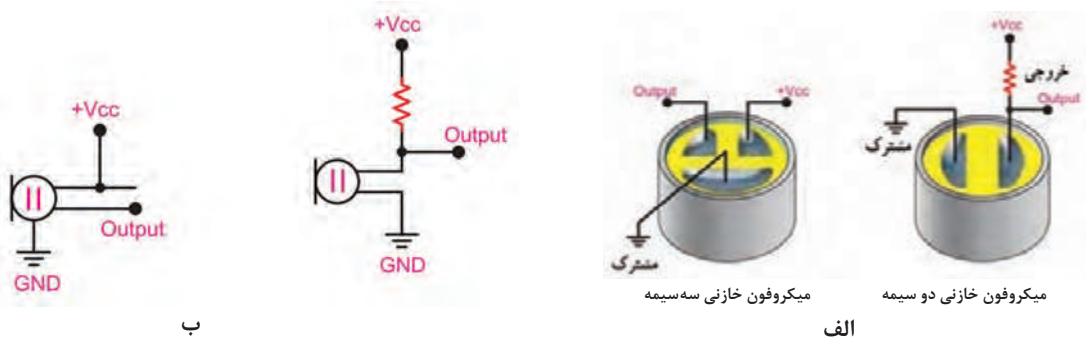 +Vcc
Output
GND
+Vcc
Output
GND
ب
Output
+Vcc
مشترک
میکروفون خازنی سه‌سیمه
+Vcc
خروجی
Output
مشترک
میکروفون خازنی دو سیمه
الف